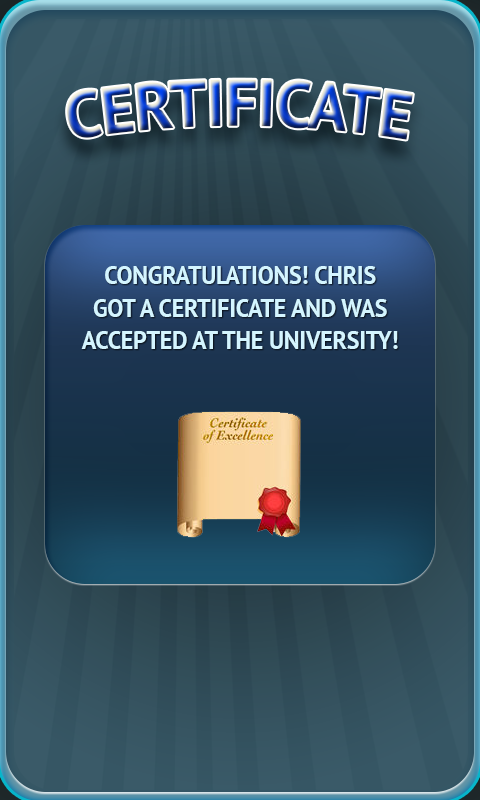 CERTIFICATE
CONGRATULATIONS! CHRIS
GOT A CERTIFICATE AND WAS
ACCEPTED AT THE UNIVERSITY!
Certificate
of Excellence